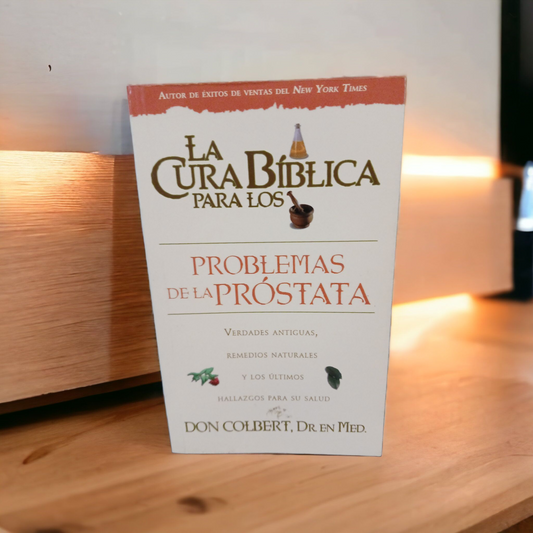 Autor de éxitos de ventas del New York Times
La
Cura Bíblica
para los
Problemas
de la Próstata
Verdades antiguas,
remedios naturales
y los últimos
hallazgos para su salud
Don Colbert, Dr. en Med.